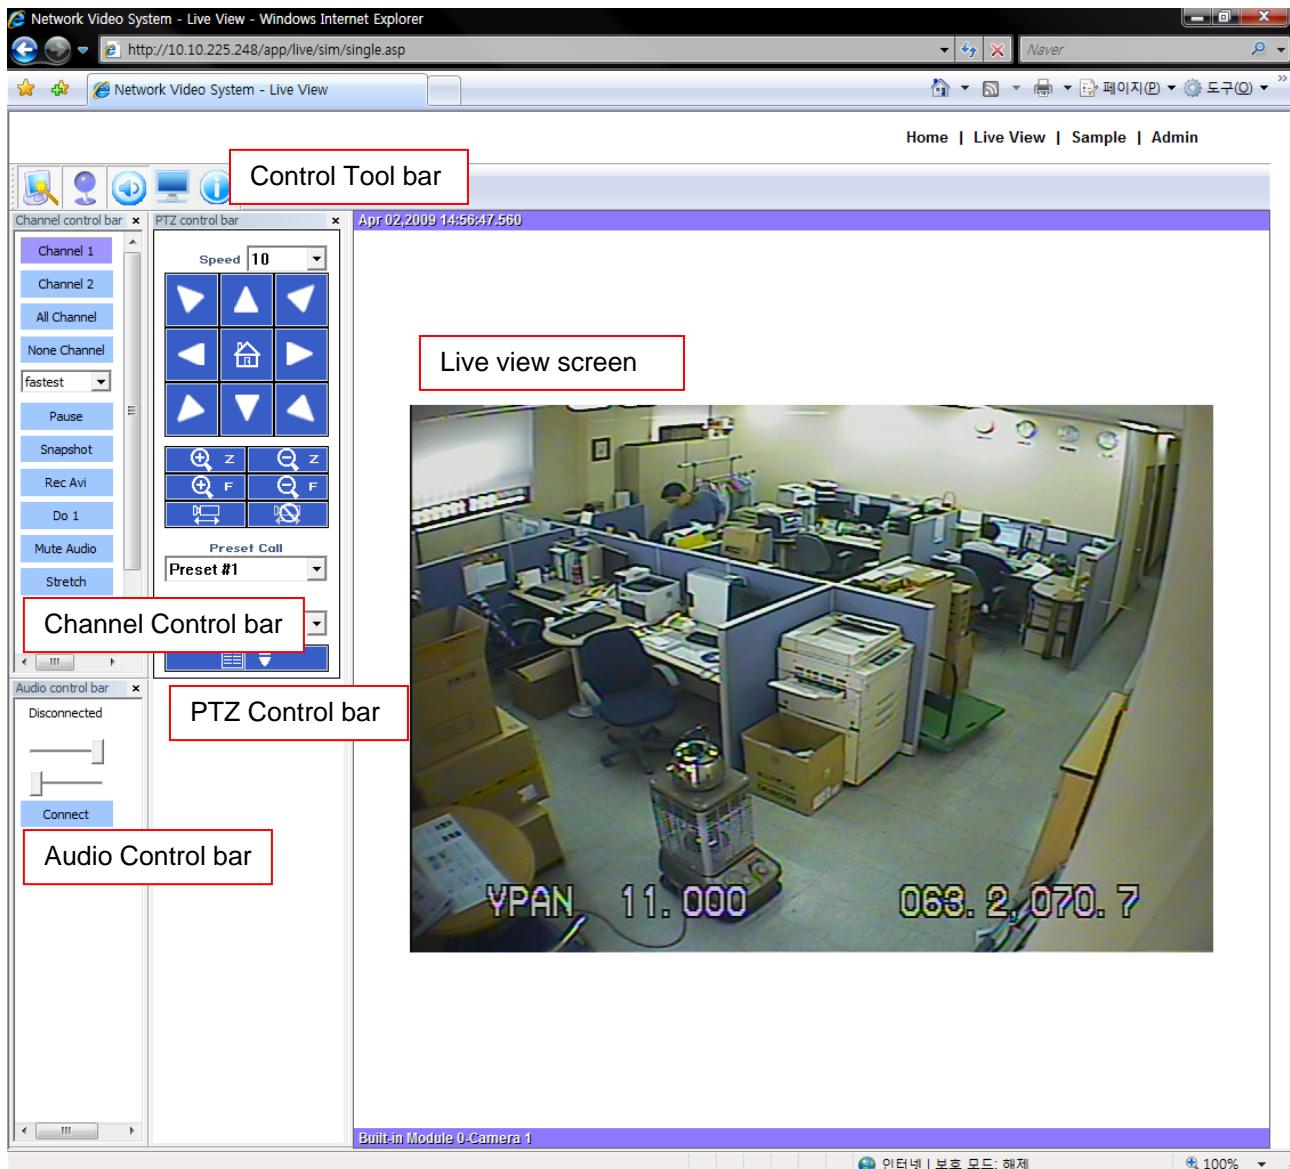 Network Video System - Live View - Windows Internet Explorer
http://10.10.225.248/app/live/sim/single.asp
Naver
Network Video System - Live View
페이지(P)
도구(O)
Home | Live View | Sample | Admin
Control Tool bar
Channel control bar
PTZ control bar
Apr 02,2009 14:56:47.560
Channel 1
Channel 2
All Channel
None Channel
fastest
Pause
Snapshot
Rec Avi
Do 1
Mute Audio
Stretch
Speed 10
Z Z
F F
Preset Call
Preset #1
Live view screen
Channel Control bar
PTZ Control bar
Audio control bar
Disconnected
Connect
Audio Control bar
YPAN 11.000 063.2,070.7
Built-in Module 0-Camera 1
인터넷 | 보호 모드: 해제
100%